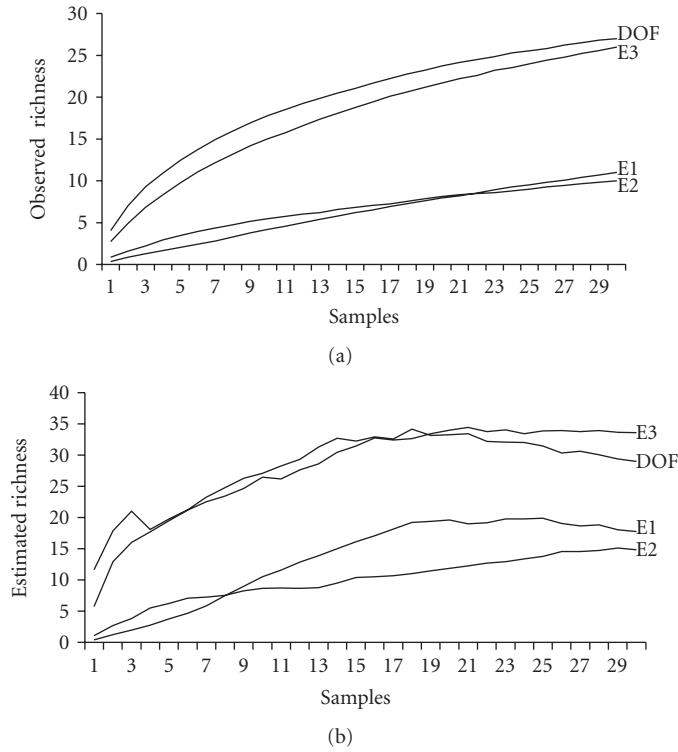 Observed richness
30
25
20
15
10
5
0
DOF
E3
E1
E2
1 3 5 7 9 11 13 15 17 19 21 23 25 27 29
Samples
(a)
Estimated richness
40
35
30
25
20
15
10
5
0
E3
DOF
E1
E2
1 3 5 7 9 11 13 15 17 19 21 23 25 27 29
Samples
(b)